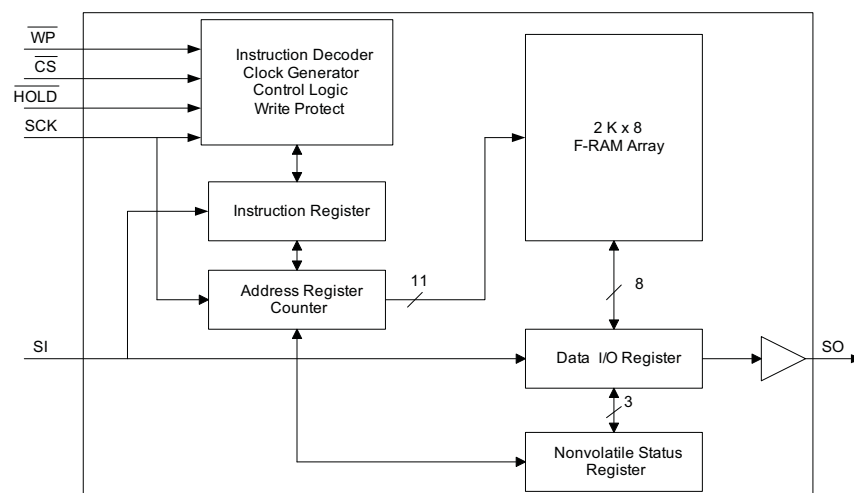 WP
CS
HOLD
SCK
Instruction Decoder
Clock Generator
Control Logic
Write Protect
2 K x 8
F-RAM Array
Instruction Register
Address Register
Counter
11
8
SI
Data I/O Register
SO
3
Nonvolatile Status
Register